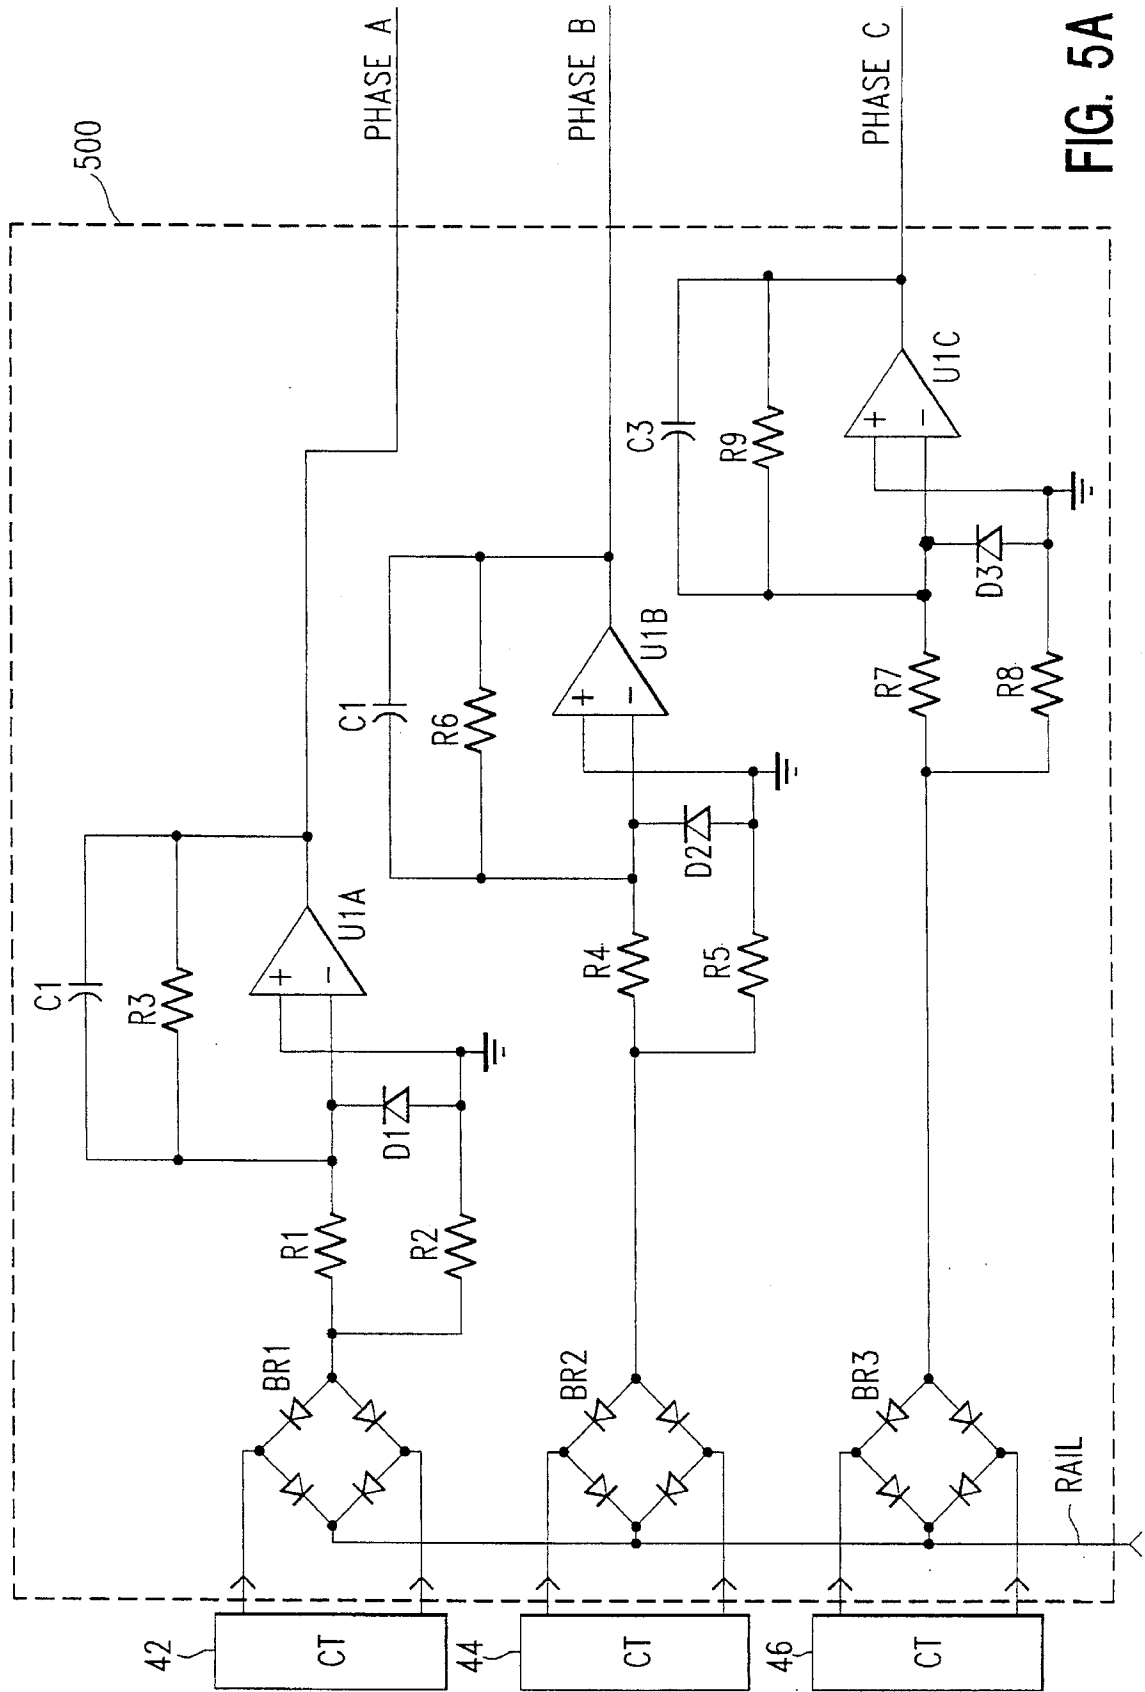 500
PHASE A
PHASE B
PHASE C
C1
R3
U1A
D1
R1
R2
BR1
42
CT
C1
R6
U1B
D2
R4
R5
BR2
44
CT
C3
R9
U1C
D3
R7
R8
BR3
46
CT
RAIL
+
−
+
−
+
−
FIG. 5A